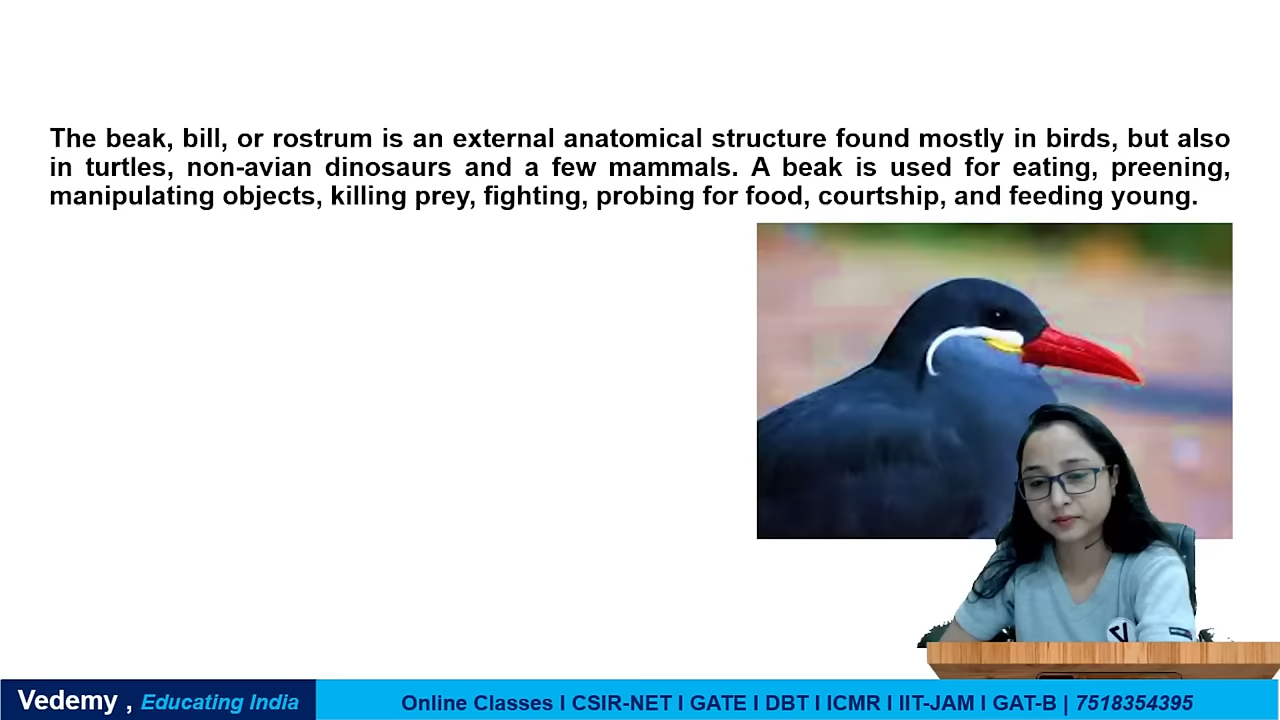 The beak, bill, or rostrum is an external anatomical structure found mostly in birds, but also
in turtles, non-avian dinosaurs and a few mammals. A beak is used for eating, preening,
manipulating objects, killing prey, fighting, probing for food, courtship, and feeding young.
Vedemy , Educating India
Online Classes I CSIR-NET I GATE I DBT I ICMR I IIT-JAM I GAT-B | 7518354395